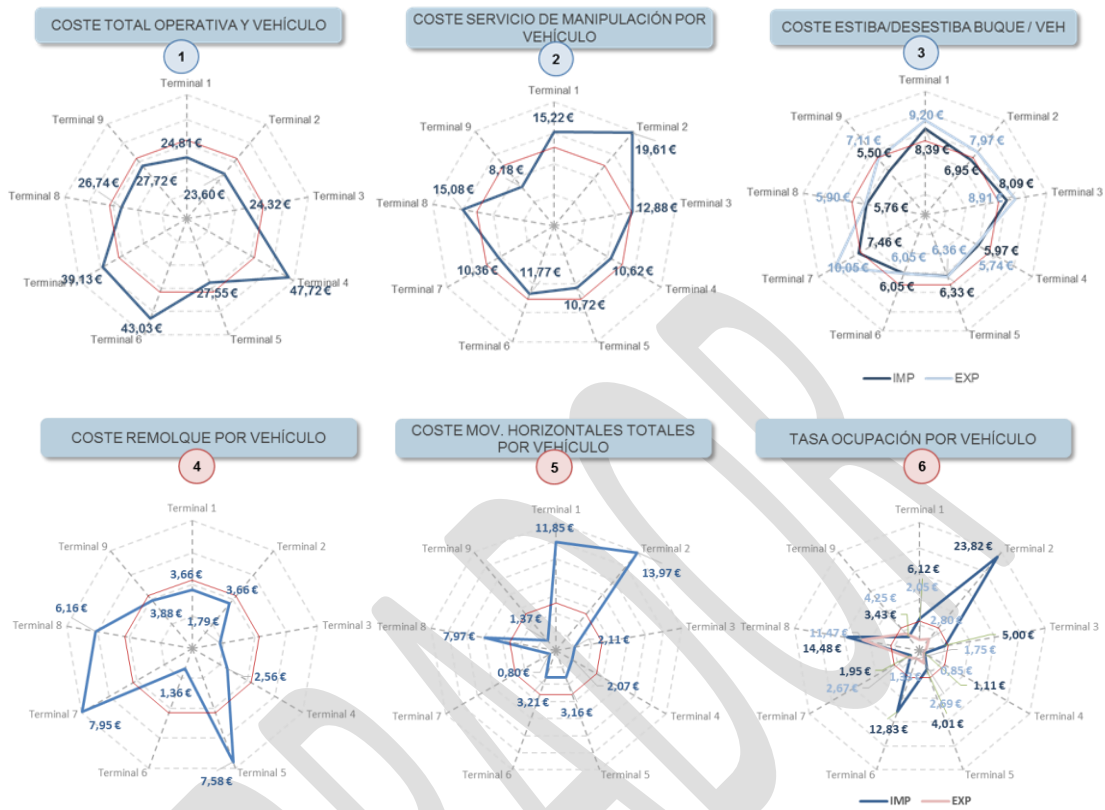 COSTE TOTAL OPERATIVA Y VEHÍCULO
1
Terminal 1
Terminal 2
Terminal 3
Terminal 4
Terminal 5
Terminal 6
Terminal 8
Terminal 9
24,81 €
23,60 €
24,32 €
47,72 €
27,55 €
43,03 €
39,13 €
26,74 €
27,72 €
COSTE SERVICIO DE MANIPULACIÓN POR
VEHÍCULO
2
Terminal 1
Terminal 2
Terminal 3
Terminal 4
Terminal 5
Terminal 6
Terminal 7
Terminal 8
Terminal 9
15,22 €
19,61 €
12,88 €
10,62 €
10,72 €
11,77 €
10,36 €
15,08 €
8,18 €
COSTE ESTIBA/DESESTIBA BUQUE / VEH
3
Terminal 1
Terminal 2
Terminal 3
Terminal 4
Terminal 5
Terminal 6
Terminal 7
Terminal 8
Terminal 9
9,20 €
8,39 €
7,97 €
6,95 €
8,09 €
8,91 €
5,97 €
5,74 €
6,36 €
6,33 €
6,05 €
6,05 €
7,46 €
10,05 €
5,90 €
5,76 €
7,11 €
5,50 €
IMP
EXP
COSTE REMOLQUE POR VEHÍCULO
4
Terminal 1
Terminal 2
Terminal 3
Terminal 4
Terminal 5
Terminal 6
Terminal 7
Terminal 8
Terminal 9
3,66 €
3,66 €
1,79 €
2,56 €
7,58 €
1,36 €
7,95 €
6,16 €
3,88 €
COSTE MOV. HORIZONTALES TOTALES
POR VEHÍCULO
5
Terminal 1
Terminal 2
Terminal 3
Terminal 4
Terminal 5
Terminal 6
Terminal 7
Terminal 8
Terminal 9
11,85 €
13,97 €
2,11 €
2,07 €
3,16 €
3,21 €
0,80 €
7,97 €
1,37 €
TASA OCUPACIÓN POR VEHÍCULO
6
Terminal 1
Terminal 2
Terminal 3
Terminal 4
Terminal 5
Terminal 6
Terminal 7
Terminal 8
Terminal 9
23,82 €
6,12 €
2,05 €
2,80 €
5,00 €
1,75 €
0,85 €
1,11 €
2,69 €
4,01 €
12,83 €
1,95 €
2,67 €
11,47 €
14,48 €
4,25 €
3,43 €
IMP
EXP